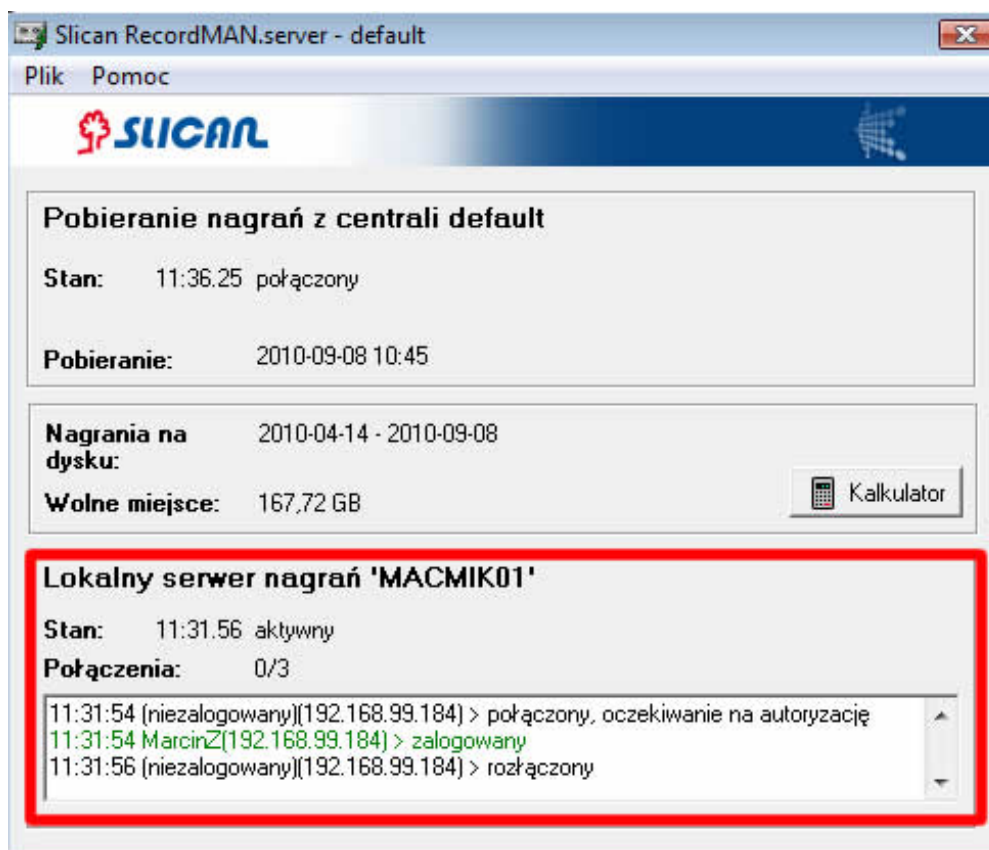 Slican RecordMAN.server - default
Plik Pomoc
SLICAN
Pobieranie nagrań z centrali default
Stan: 11:36.25 połączony
Pobieranie: 2010-09-08 10:45
Nagrania na dysku: 2010-04-14 - 2010-09-08
Wolne miejsce: 167,72 GB
Kalkulator
Lokalny serwer nagrań 'MACMIK01'
Stan: 11:31.56 aktywny
Połączenia: 0/3
11:31:54 (niezalogowany)(192.168.99.184) > połączony, oczekiwanie na autoryzację
11:31:54 MarcinZ(192.168.99.184) > zalogowany
11:31:56 (niezalogowany)(192.168.99.184) > rozłączony